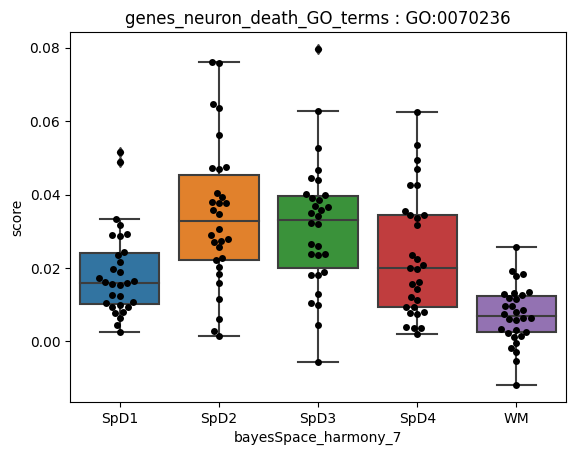 genes_neuron_death_GO_terms : GO:0070236
0.08
0.06
0.04
0.02
0.00
score
SpD1 SpD2 SpD3 SpD4 WM
bayesSpace_harmony_7